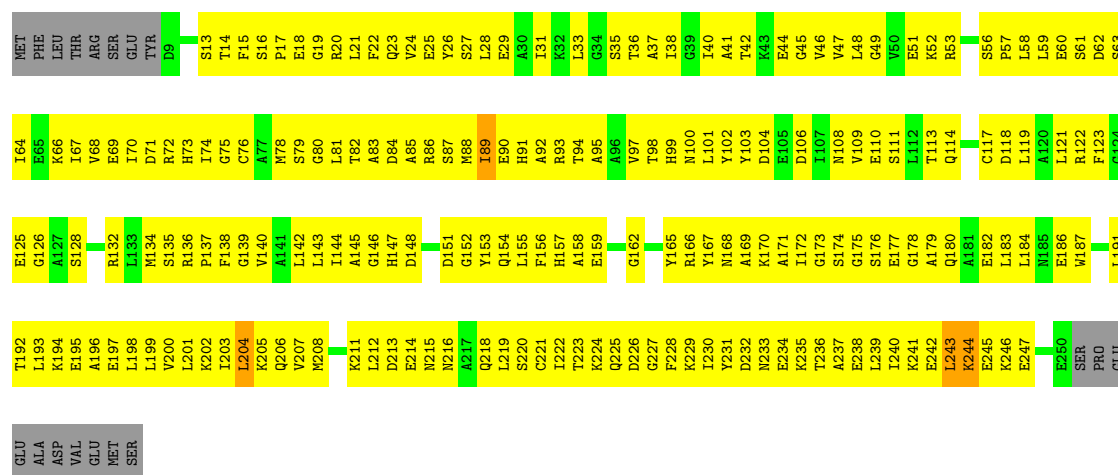 MET PHE LEU THR ARG SER GLU TYR D9 S13 T14 F15 S16 P17 E18 G19 R20 L21 F22 Q23 V24 E25 Y26 S27 L28 E29 A30 I31 K32 L33 G34 S35 T36 A37 I38 G39 I40 A41 T42 K43 E44 G45 V46 V47 L48 G49 V50 E51 K52 R53 S56 P57 L58 L59 E60 S61 D62 S63
I64 E65 K66 I67 V68 E69 I70 D71 R72 H73 I74 G75 C76 A77 M78 S79 G80 L81 T82 A83 D84 A85 R86 S87 M88 I89 E90 H91 A92 R93 T94 A95 A96 V97 T98 H99 N100 L101 Y102 Y103 D104 E105 D106 I107 N108 V109 E110 S111 L112 T113 Q114 C117 D118 L119 A120 L121 R122 F123 G124
E125 G126 A127 S128 R132 L133 M134 S135 R136 P137 F138 G139 V140 A141 L142 L143 I144 A145 G146 H147 D148 D151 G152 Y153 Q154 L155 F156 H157 A158 E159 G162 Y165 R166 Y167 N168 A169 K170 A171 I172 G173 S174 G175 S176 E177 G178 A179 Q180 A181 E182 L183 L184 N185 E186 W187 L191
T192 L193 K194 E195 A196 E197 L198 L199 V200 L201 K202 I203 L204 K205 Q206 V207 M208 K211 L212 D213 E214 N215 N216 A217 Q218 L219 S220 C221 I222 T223 K224 Q225 D226 G227 F228 K229 I230 Y231 D232 N233 E234 K235 T236 A237 E238 L239 I240 K241 E242 L243 K244 E245 K246 E247 E250 SER PRO GLU
GLU ALA ASP VAL GLU MET SER